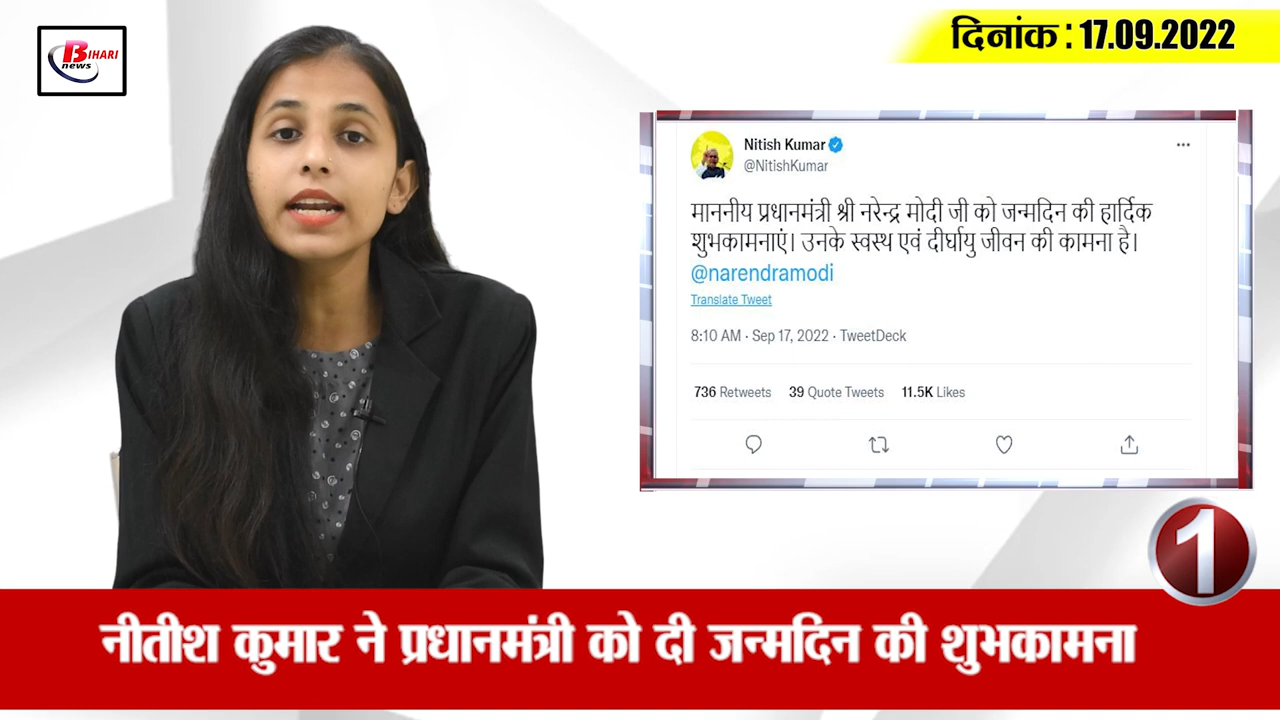 BIHARI
news
दिनांक : 17.09.2022
Nitish Kumar
@NitishKumar
माननीय प्रधानमंत्री श्री नरेन्द्र मोदी जी को जन्मदिन की हार्दिक
शुभकामनाएं। उनके स्वस्थ एवं दीर्घायु जीवन की कामना है।
@narendramodi
Translate Tweet
8:10 AM · Sep 17, 2022 · TweetDeck
736 Retweets 39 Quote Tweets 11.5K Likes
1
नीतीश कुमार ने प्रधानमंत्री को दी जन्मदिन की शुभकामना